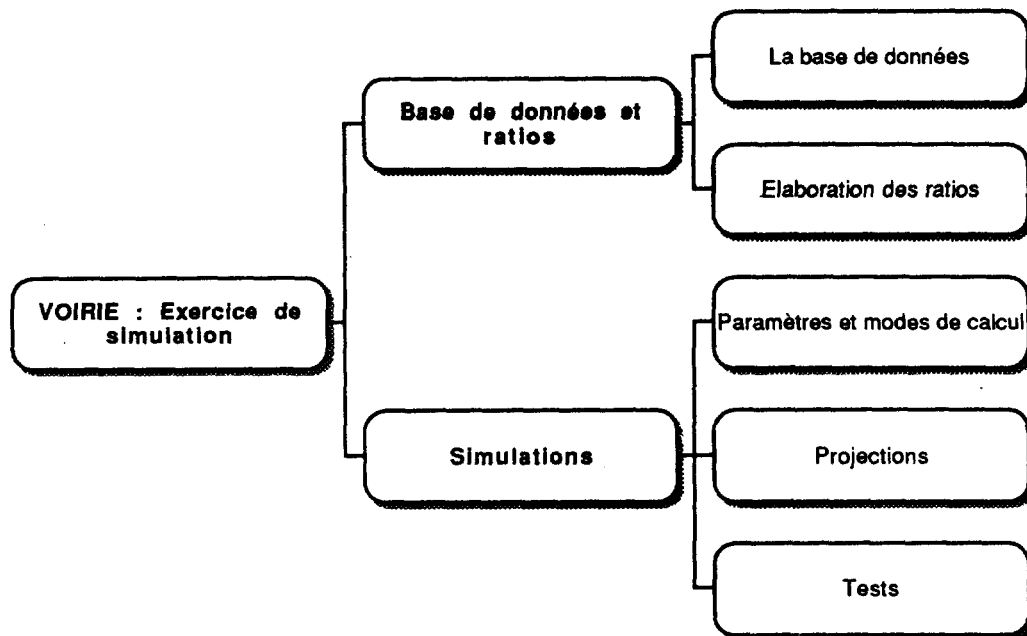 La base de données
Base de données et
ratios
Elaboration des ratios
VOIRIE : Exercice de
simulation
Paramètres et modes de calcul
Simulations
Projections
Tests